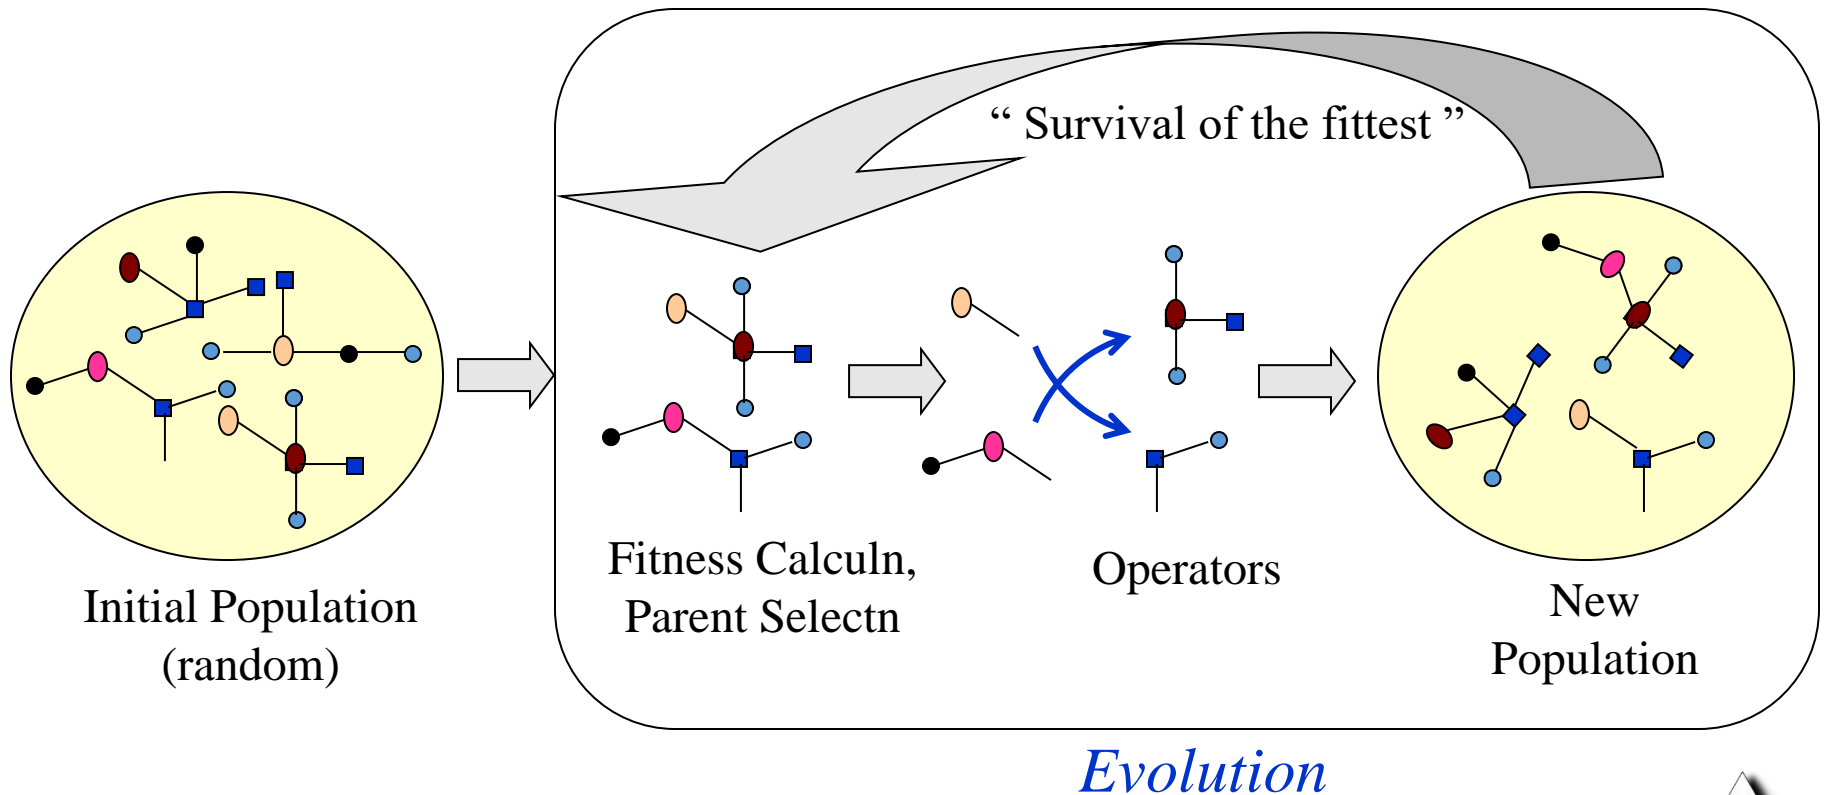 “ Survival of the fittest ”
Fitness Calculn,
Parent Selectn
Operators
Initial Population
(random)
New
Population
Evolution